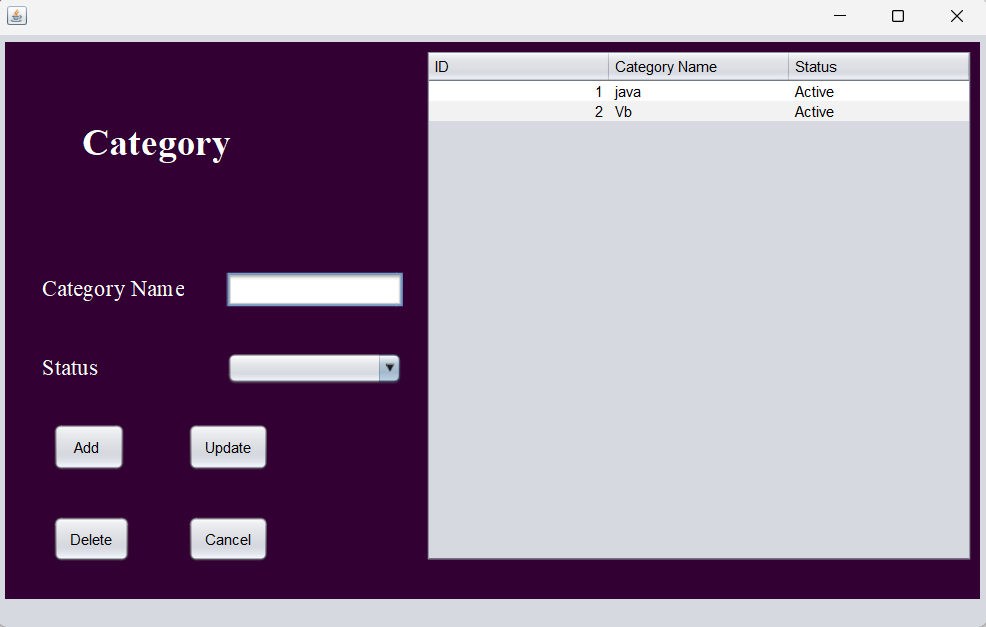 Category
Category Name
Status
Add Update
Delete Cancel
ID Category Name Status
1 java Active
2 Vb Active